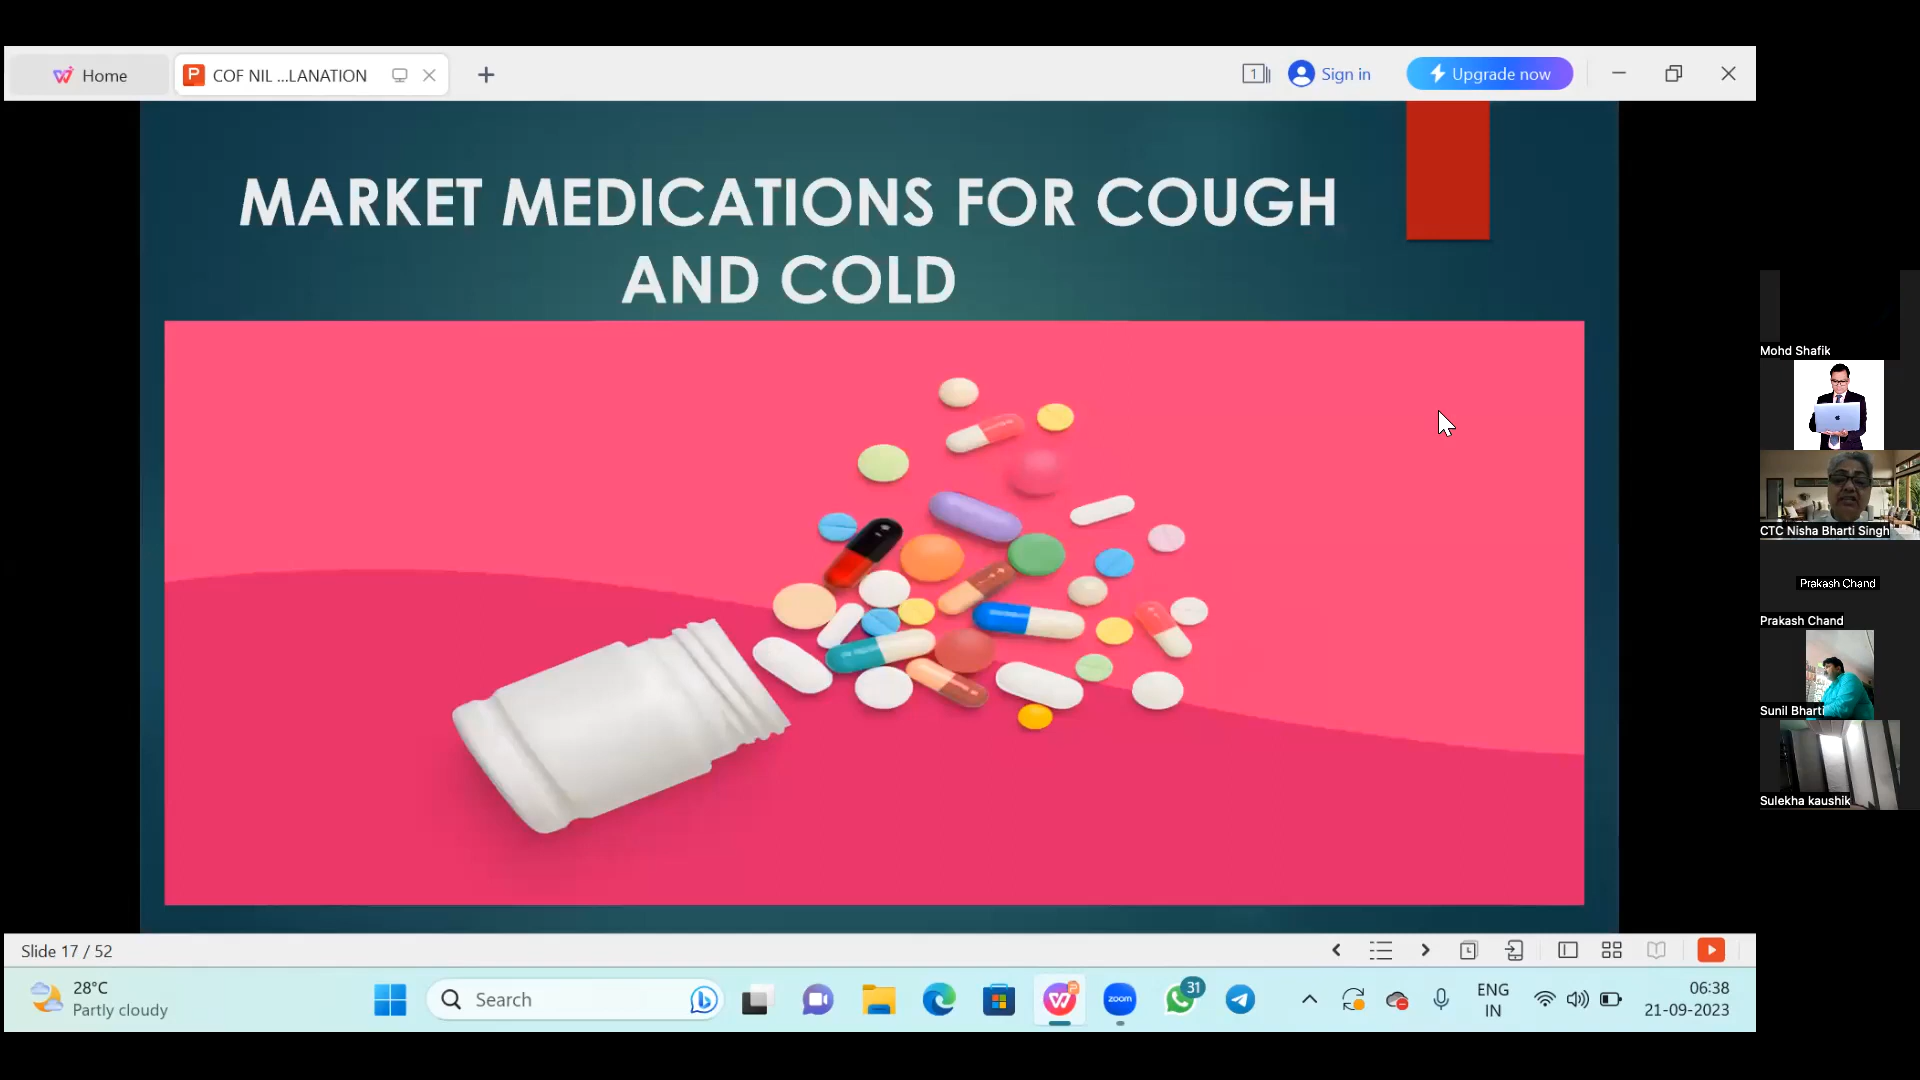 Home
COF NIL ...LANATION
1
Sign in
Upgrade now
MARKET MEDICATIONS FOR COUGH
AND COLD
Mohd Shafik
CTC Nisha Bharti Singh
Prakash Chand
Prakash Chand
Sunil Bharti
Sulekha kaushik
Slide 17 / 52
28°C
Partly cloudy
Search
zoom
31
ENG
IN
06:38
21-09-2023